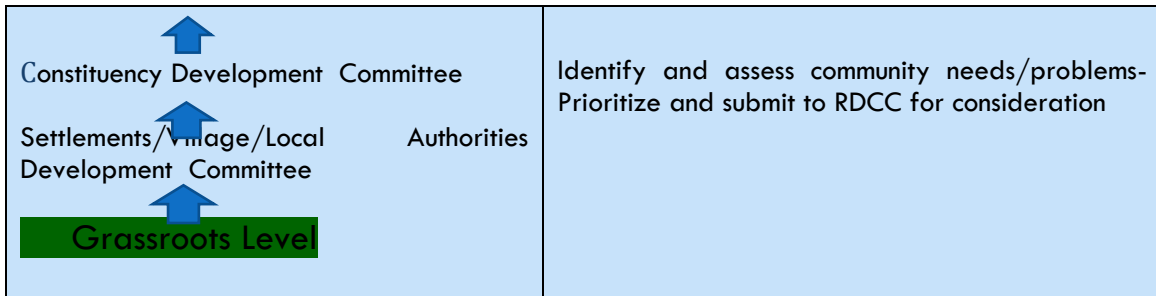 Constituency Development Committee
Settlements/Village/Local Authorities
Development Committee
Grassroots Level
Identify and assess community needs/problems-
Prioritize and submit to RDCC for consideration